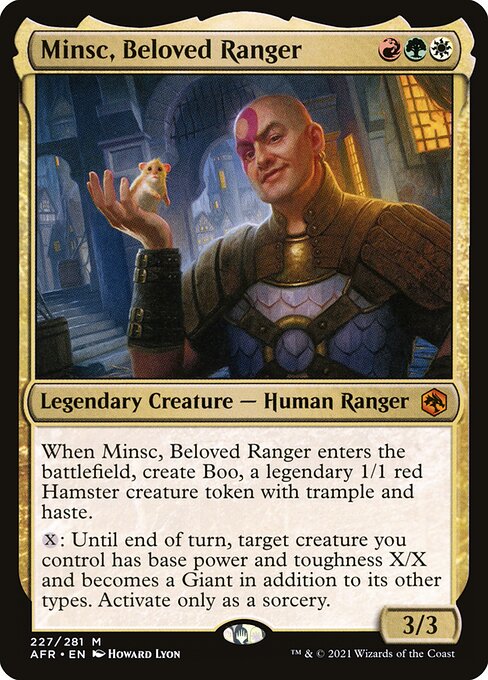 Minsc, Beloved Ranger
Legendary Creature — Human Ranger
When Minsc, Beloved Ranger enters the
battlefield, create Boo, a legendary 1/1 red
Hamster creature token with trample and
haste.
X: Until end of turn, target creature you
control has base power and toughness X/X
and becomes a Giant in addition to its other
types. Activate only as a sorcery.
3/3
227/281 M
AFR • EN Howard Lyon
™ & © 2021 Wizards of the Coast